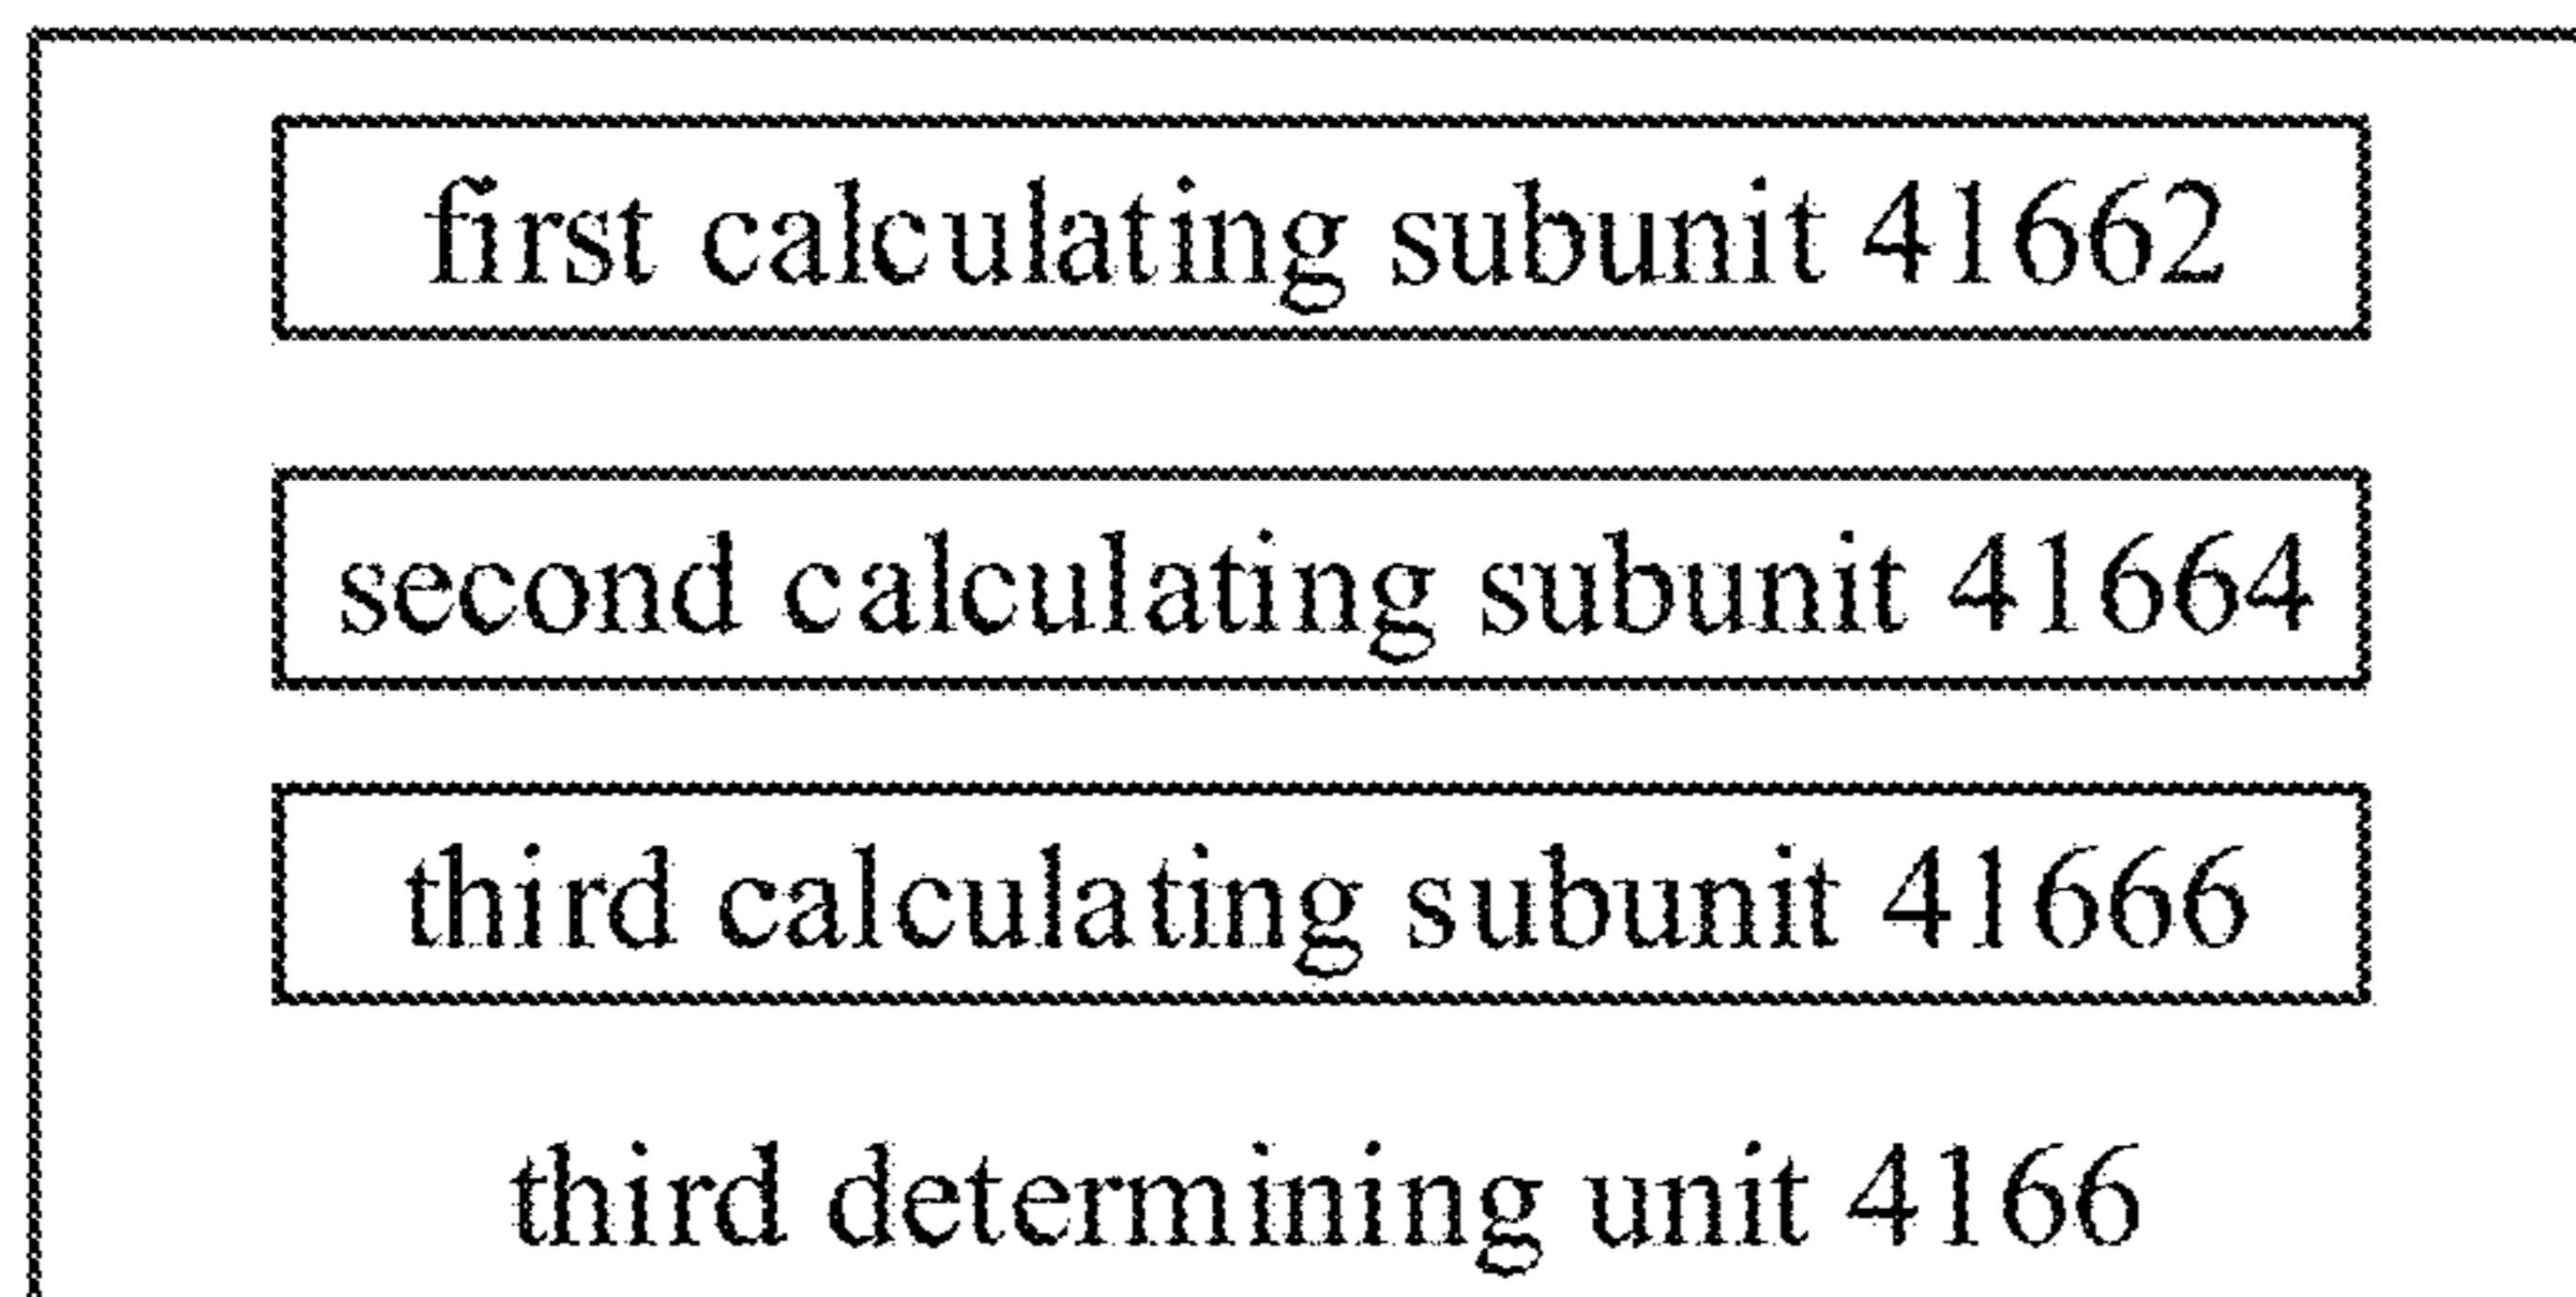 first calculating subunit 41662
second calculating subunit 41664
third calculating subunit 41666
third determining unit 4166